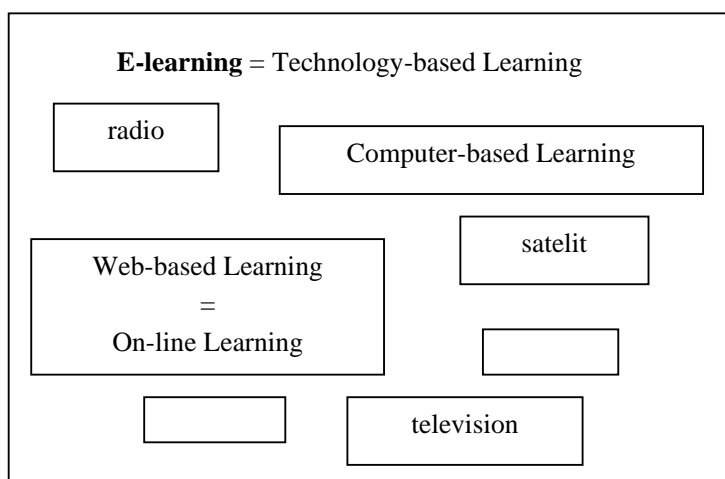 E-learning = Technology-based Learning
radio
Computer-based Learning
satelit
Web-based Learning
=
On-line Learning
television